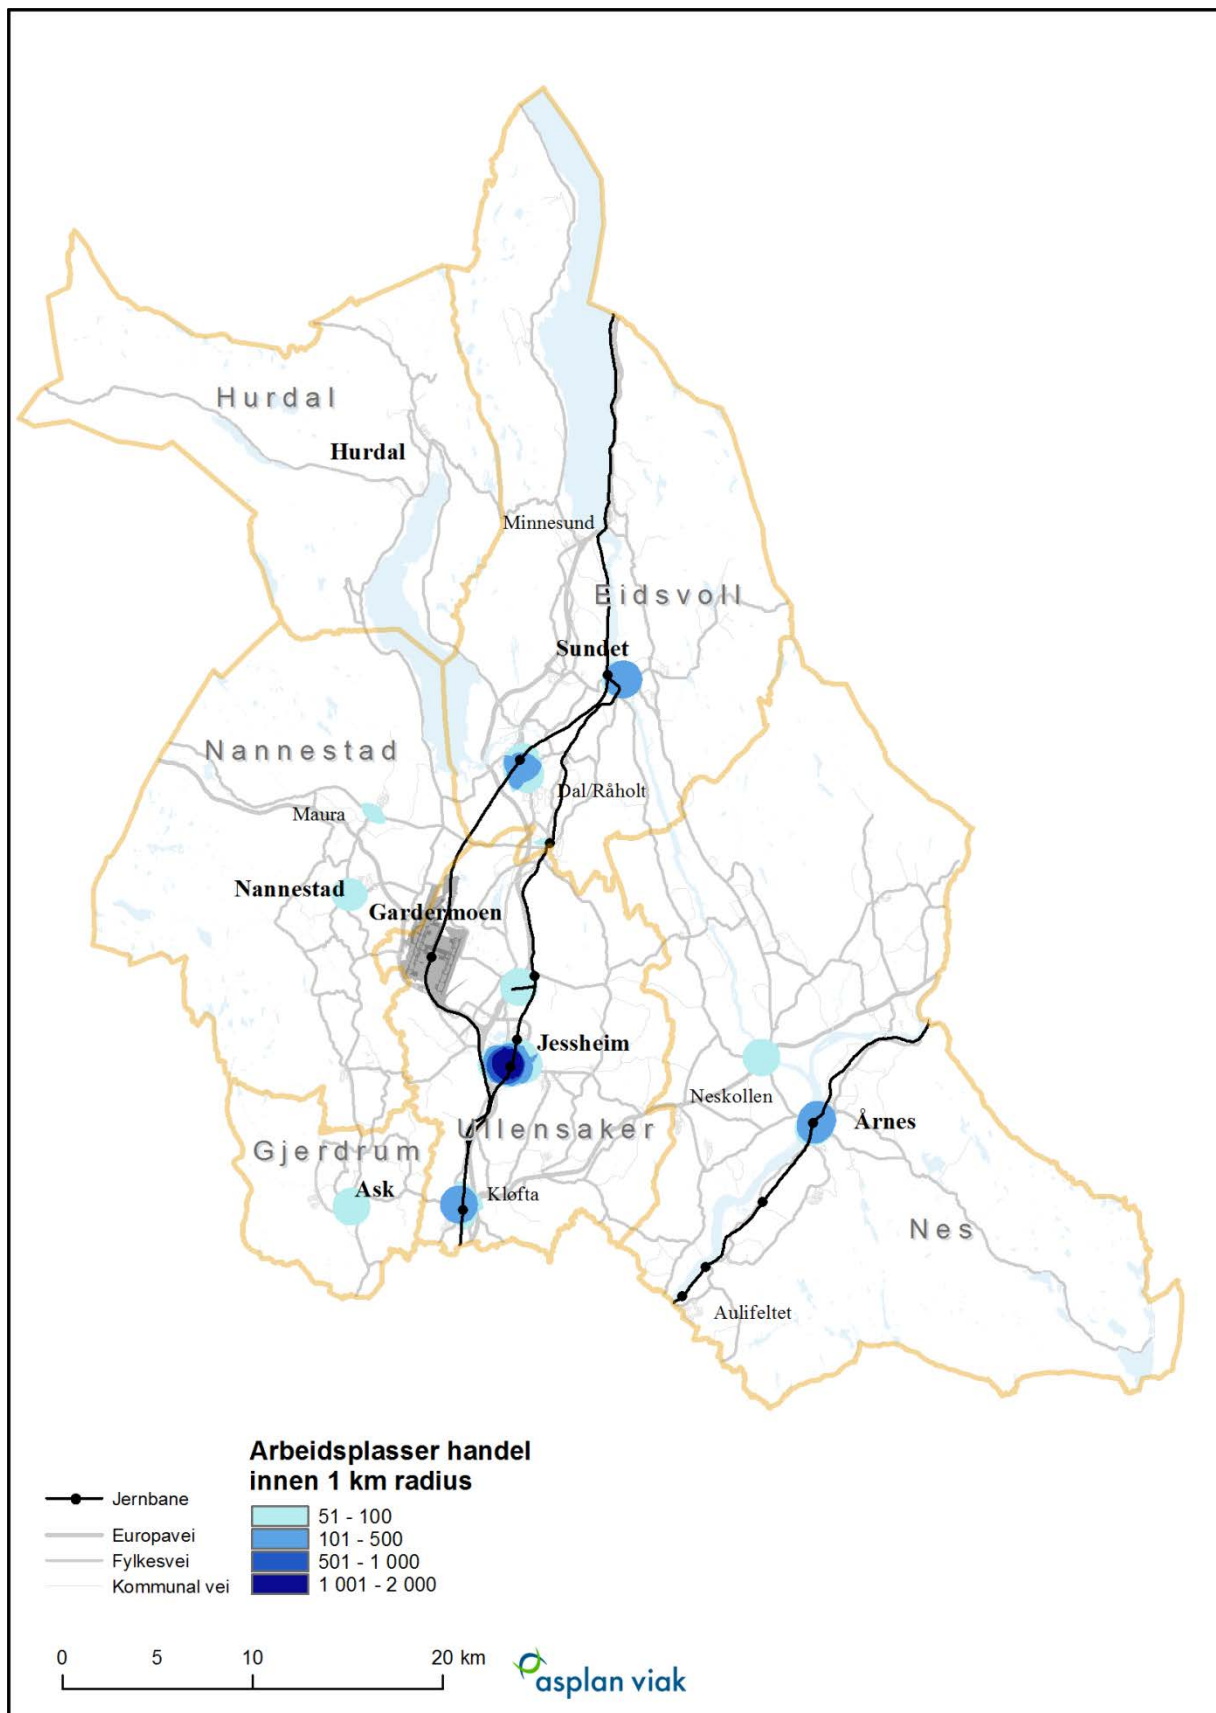 Hurdal
Hurdal
Minnesund
Eidsvoll
Sundet
Nannestad
Dal/Råholt
Maura
Nannestad
Gardermoen
Jessheim
Neskollen
Årnes
Ullensaker
Gjerdrum
Ask
Kløfta
Nes
Aulifeltet
Arbeidsplasser handel
innen 1 km radius
Jernbane
Europavei
Fylkesvei
Kommunal vei
51 - 100
101 - 500
501 - 1 000
1 001 - 2 000
0 5 10 20 km
asplan viak